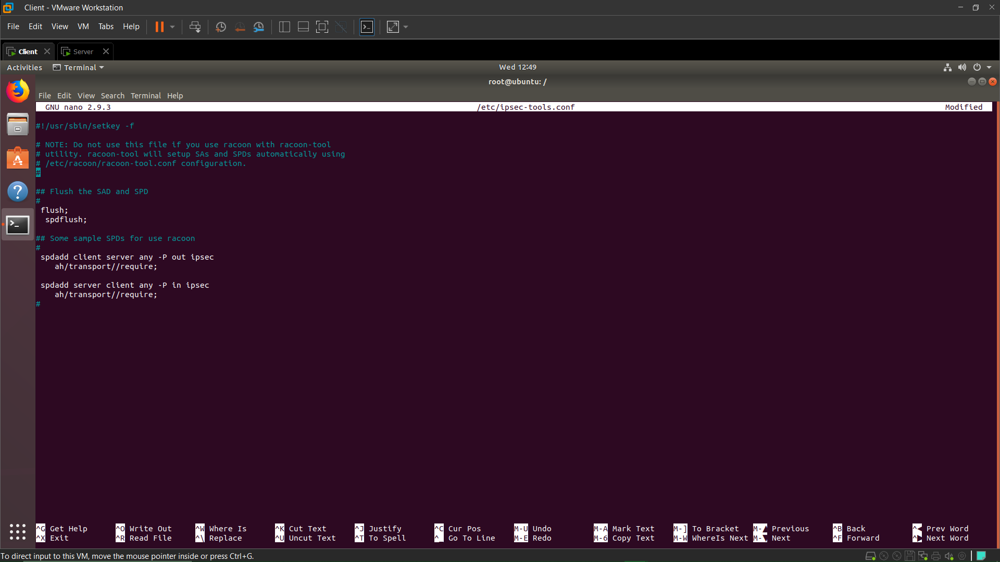 Client - VMware Workstation
File Edit View VM Tabs Help
Client Server
Activities Terminal Wed 12:49
root@ubuntu: /
File Edit View Search Terminal Help
GNU nano 2.9.3 /etc/ipsec-tools.conf Modified
#!/usr/sbin/setkey -f
# NOTE: Do not use this file if you use racoon with racoon-tool
# utility. racoon-tool will setup SAs and SPDs automatically using
# /etc/racoon/racoon-tool.conf configuration.
#
## Flush the SAD and SPD
#
flush;
spdflush;
## Some sample SPDs for use racoon
#
spdadd client server any -P out ipsec
ah/transport//require;
spdadd server client any -P in ipsec
ah/transport//require;
#
^G Get Help ^O Write Out ^W Where Is ^K Cut Text ^J Justify ^C Cur Pos M-U Undo M-A Mark Text M-] To Bracket M-▲ Previous ^B Back ^◀ Prev Word
^X Exit ^R Read File ^\ Replace ^U Uncut Text ^T To Spell ^_ Go To Line M-E Redo M-6 Copy Text M-W WhereIs Next M-▼ Next ^F Forward ^▶ Next Word
To direct input to this VM, move the mouse pointer inside or press Ctrl+G.